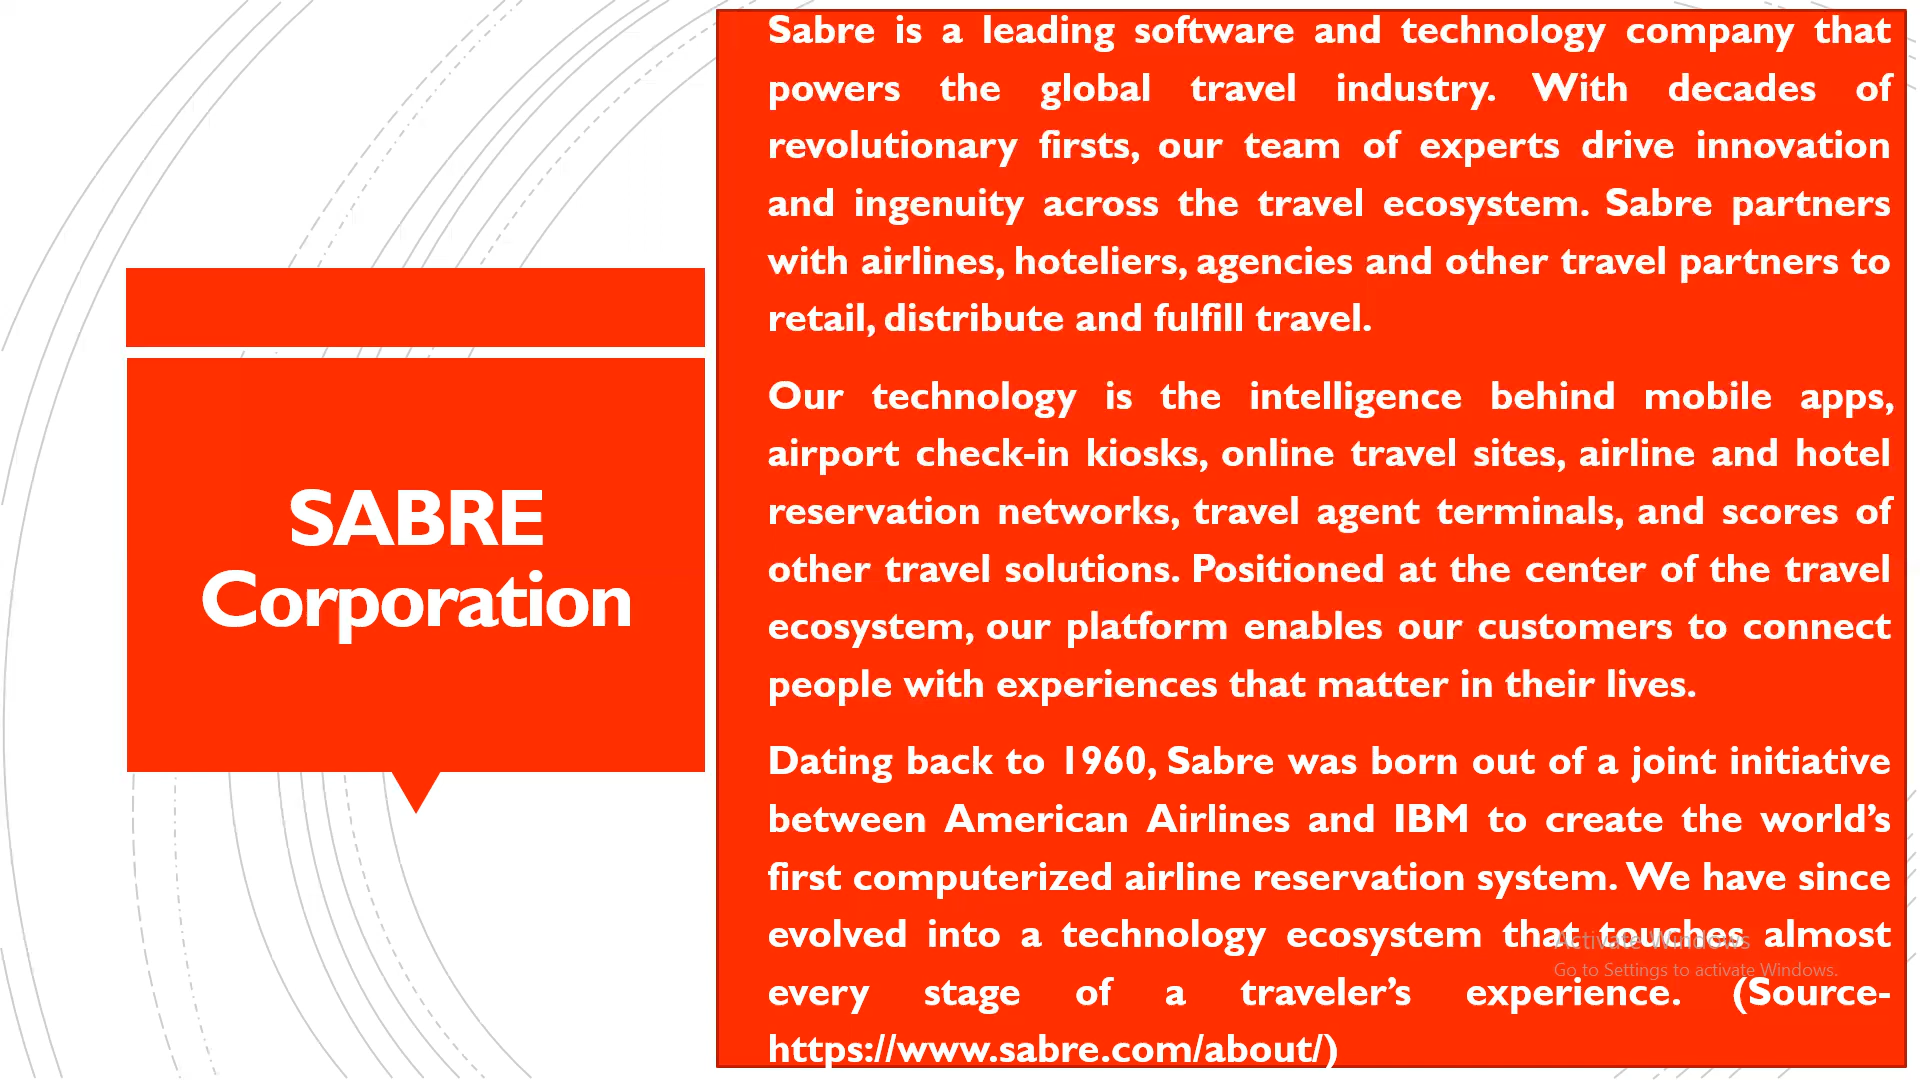 SABRE
Corporation
Sabre is a leading software and technology company that
powers the global travel industry. With decades of
revolutionary firsts, our team of experts drive innovation
and ingenuity across the travel ecosystem. Sabre partners
with airlines, hoteliers, agencies and other travel partners to
retail, distribute and fulfill travel.
Our technology is the intelligence behind mobile apps,
airport check-in kiosks, online travel sites, airline and hotel
reservation networks, travel agent terminals, and scores of
other travel solutions. Positioned at the center of the travel
ecosystem, our platform enables our customers to connect
people with experiences that matter in their lives.
Dating back to 1960, Sabre was born out of a joint initiative
between American Airlines and IBM to create the world’s
first computerized airline reservation system. We have since
evolved into a technology ecosystem that touches almost
every stage of a traveler’s experience. (Source-
https://www.sabre.com/about/)
Activate Windows
Go to Settings to activate Windows.